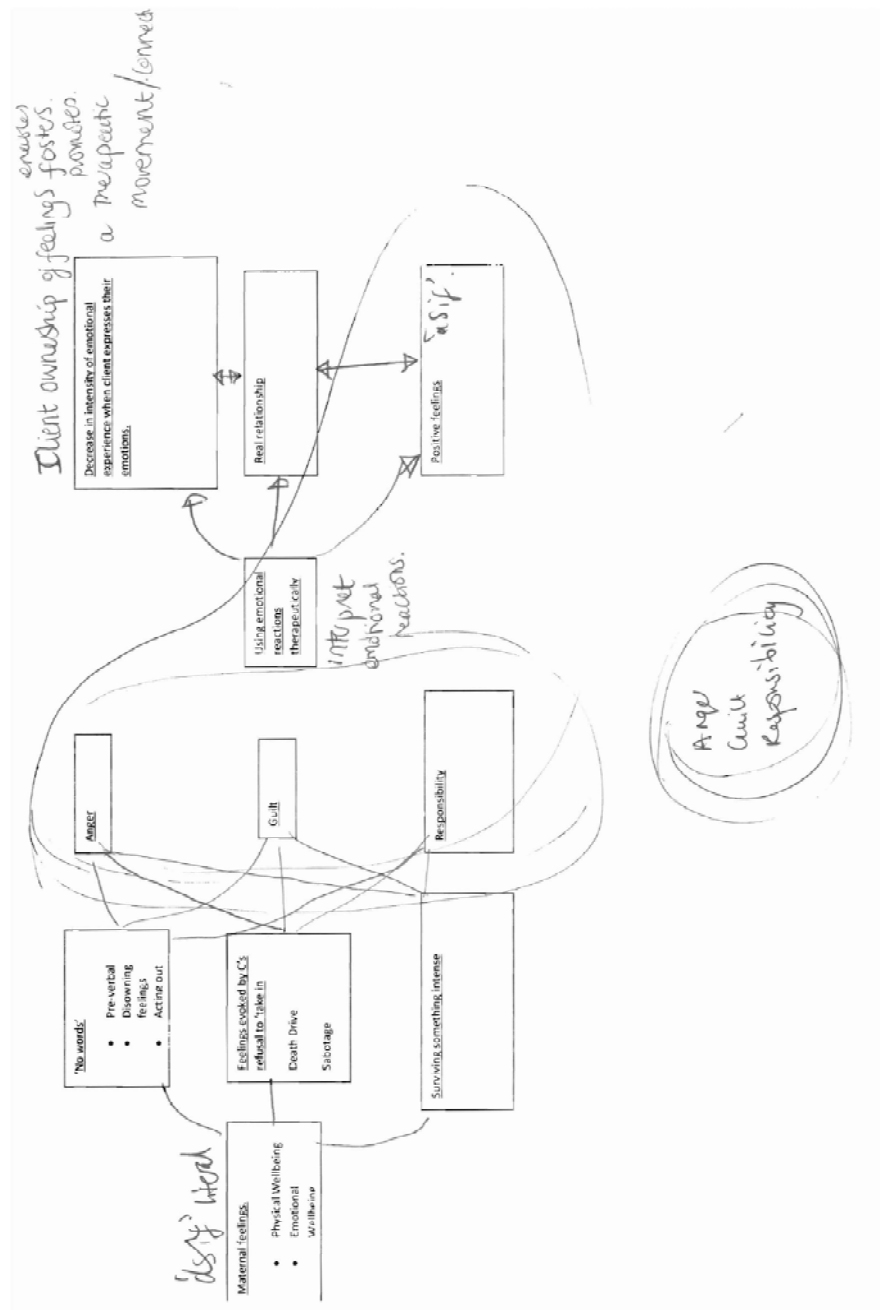 'as if' literal
Maternal feelings.
• Physical Wellbeing
• Emotional
Wellbeing
'No words'
• Pre-verbal
• Disowning
feelings
• Acting out
Feelings evoked by C's
refusal to 'take in
Death Drive
Sabotage
Surviving something intense
Anger
Guilt
Responsibility
Using emotional
reactions
therapeutically
interpret
emotional
reactions.
Client ownership of feelings fosters.
enables
promotes.
a therapeutic
movement/connect
Decrease in intensity of emotional
experience when client expresses their
emotions.
Real relationship
Positive feelings
'as if'.
Anger
Guilt
Responsibility